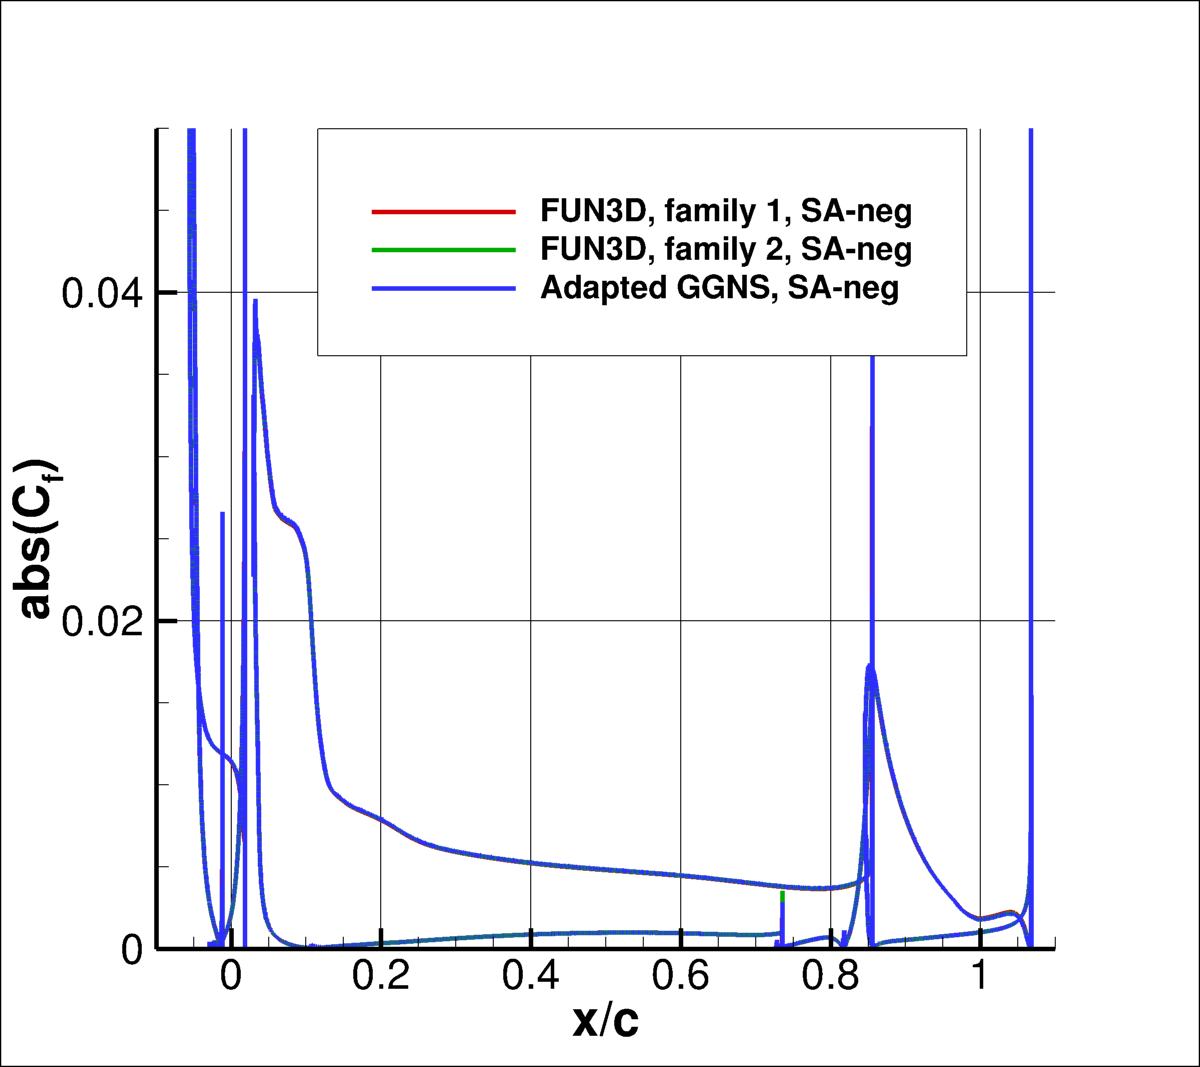 FUN3D, family 1, SA-neg
FUN3D, family 2, SA-neg
Adapted GGNS, SA-neg
0.04
0.02
0
abs(C_f)
0 0.2 0.4 0.6 0.8 1
x/c